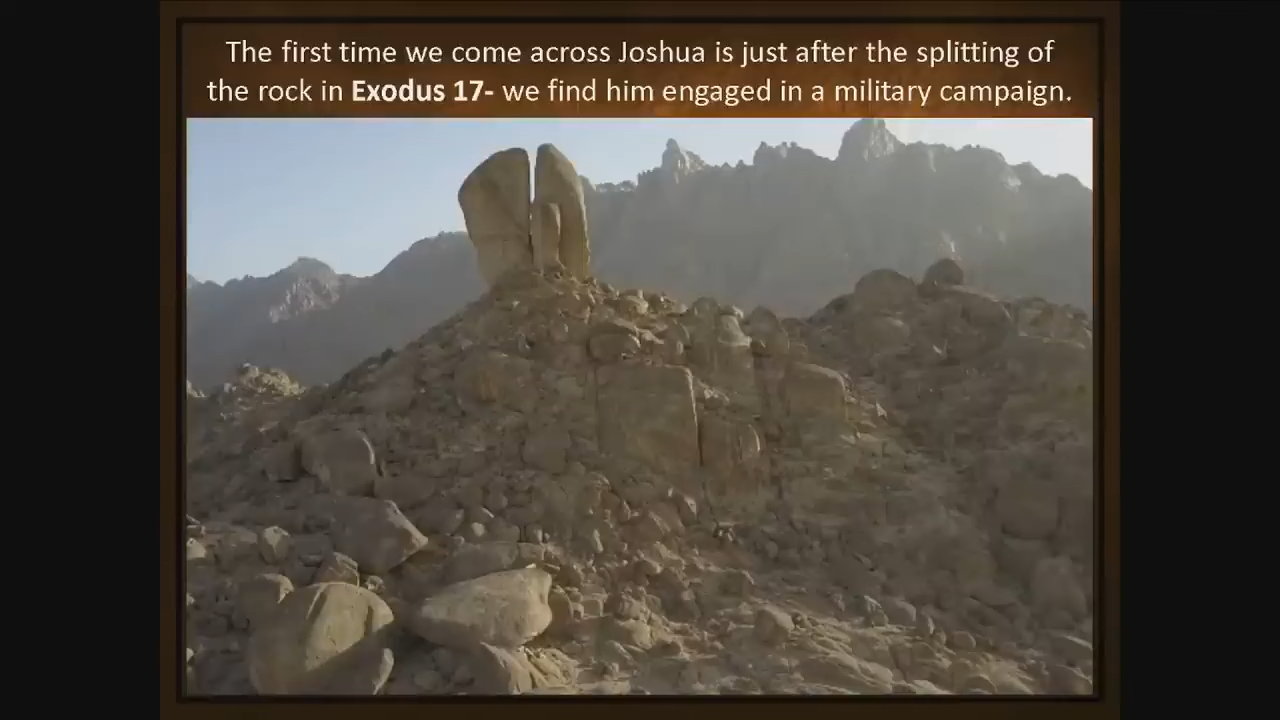 The first time we come across Joshua is just after the splitting of
the rock in Exodus 17- we find him engaged in a military campaign.